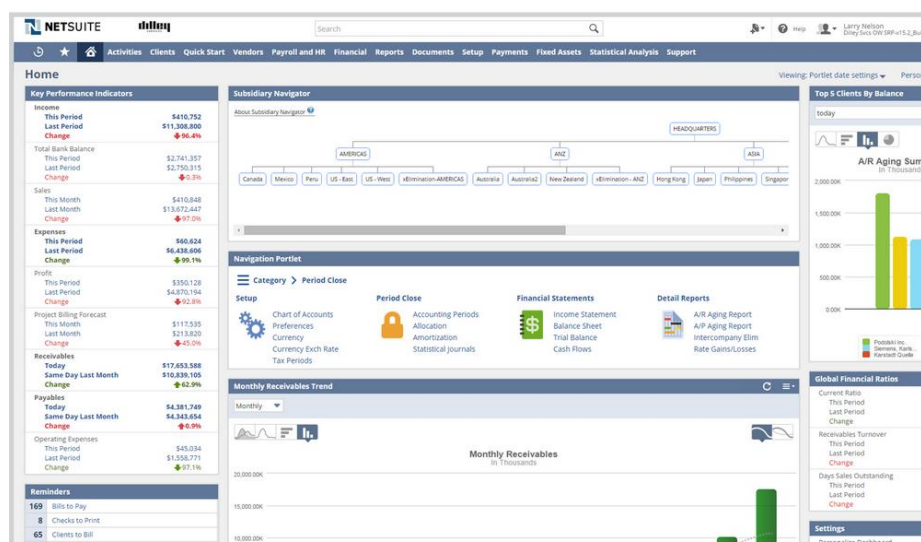 NETSUITE
Search
Help
Larry Nelson
Activities Clients Quick Start Vendors Payroll and HR Financial Reports Documents Setup Payments Fixed Assets Statistical Analysis Support
Home
Viewing: Portlet date settings
Key Performance Indicators
Income
This Period $410,752
Last Period $11,308,800
Change 96.4%
Total Bank Balance
This Period $2,741,357
Last Period $2,750,315
Change 0.3%
Sales
This Month $410,848
Last Month $13,672,447
Change 97.0%
Expenses
This Period $60,624
Last Period $6,438,606
Change 99.1%
Profit
This Period $350,128
Last Period $4,870,194
Change 92.8%
Project Billing Forecast
This Month $117,535
Last Month $213,820
Change 45.0%
Receivables
Today $17,653,588
Same Day Last Month $10,839,105
Change 62.9%
Payables
Today $4,381,749
Same Day Last Month $4,343,654
Change 0.9%
Operating Expenses
This Period $45,034
Last Period $1,558,771
Change 97.1%
Reminders
169 Bills to Pay
8 Checks to Print
65 Clients to Bill
Subsidiary Navigator
About Subsidiary Navigator
HEADQUARTERS
AMERICAS ANZ ASIA
Canada Mexico Peru US - East US - West xElimination-AMERICAS Australia Australia2 New Zealand xElimination - ANZ Hong Kong Japan Philippines Singapor
Navigation Portlet
Category > Period Close
Setup
Chart of Accounts
Preferences
Currency
Currency Exch Rate
Tax Periods
Period Close
Accounting Periods
Allocation
Amortization
Statistical Journals
Financial Statements
Income Statement
Balance Sheet
Trial Balance
Cash Flows
Detail Reports
A/R Aging Report
A/P Aging Report
Intercompany Elim
Rate Gains/Losses
Monthly Receivables Trend
Monthly
Monthly Receivables
In Thousands
20,000.00K
15,000.00K
10,000.00K
Top 5 Clients By Balance
today
A/R Aging Sum
In Thousand
2,000.00K
1,500.00K
1,000.00K
500.00K
0.00K
Karstadt Quelle
Global Financial Ratios
Current Ratio
This Period
Last Period
Change
Receivables Turnover
This Period
Last Period
Change
Days Sales Outstanding
This Period
Last Period
Change
Settings